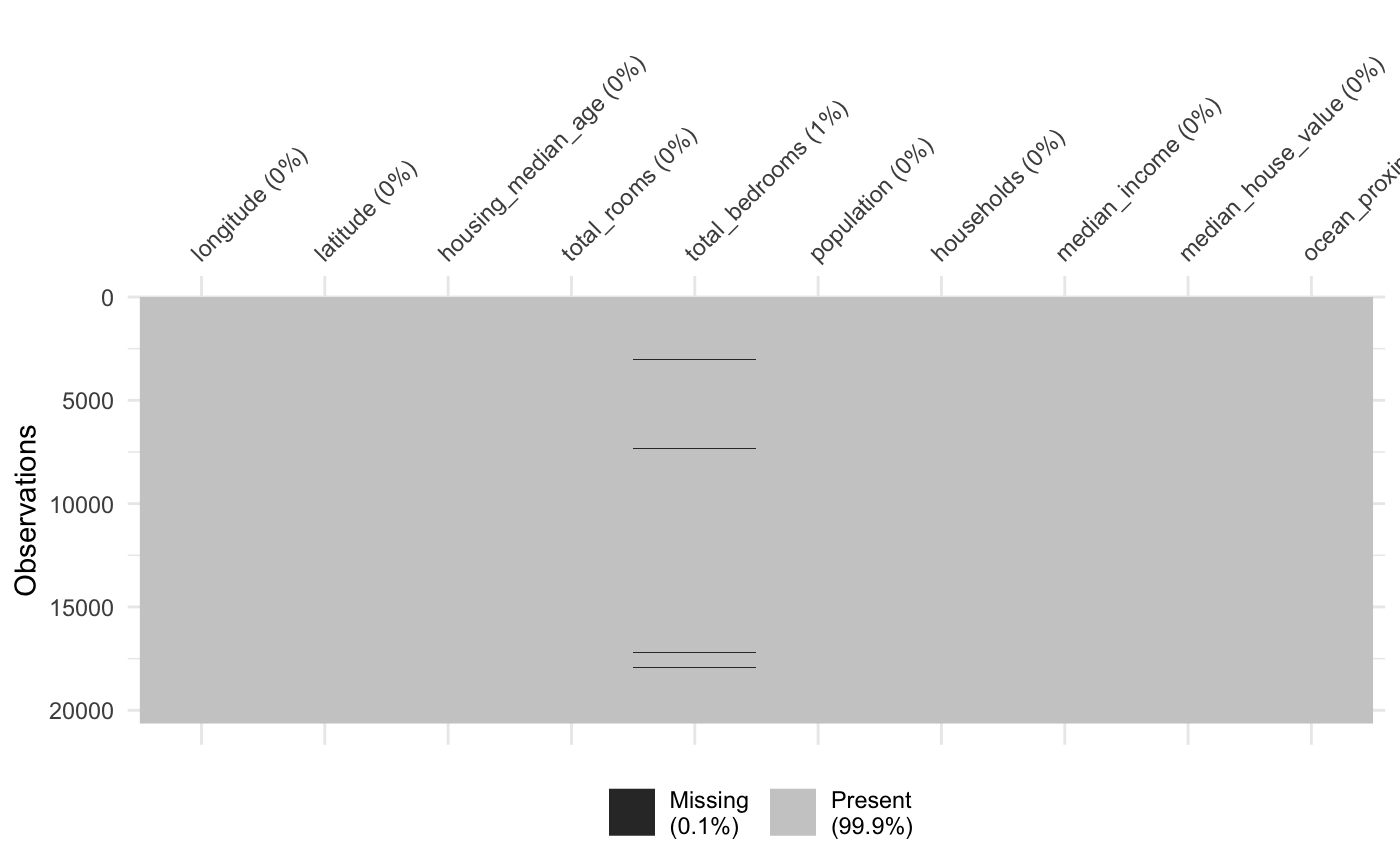 longitude (0%)
latitude (0%)
housing_median_age (0%)
total_rooms (0%)
total_bedrooms (1%)
population (0%)
households (0%)
median_income (0%)
median_house_value (0%)
ocean_proxi
0
5000
10000
15000
20000
Observations
Missing
(0.1%)
Present
(99.9%)